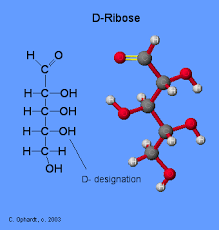 D-Ribose
H O
C
H C OH
H C OH
H C OH
H C H
OH
D- designation
C. Ophardt, c. 2003